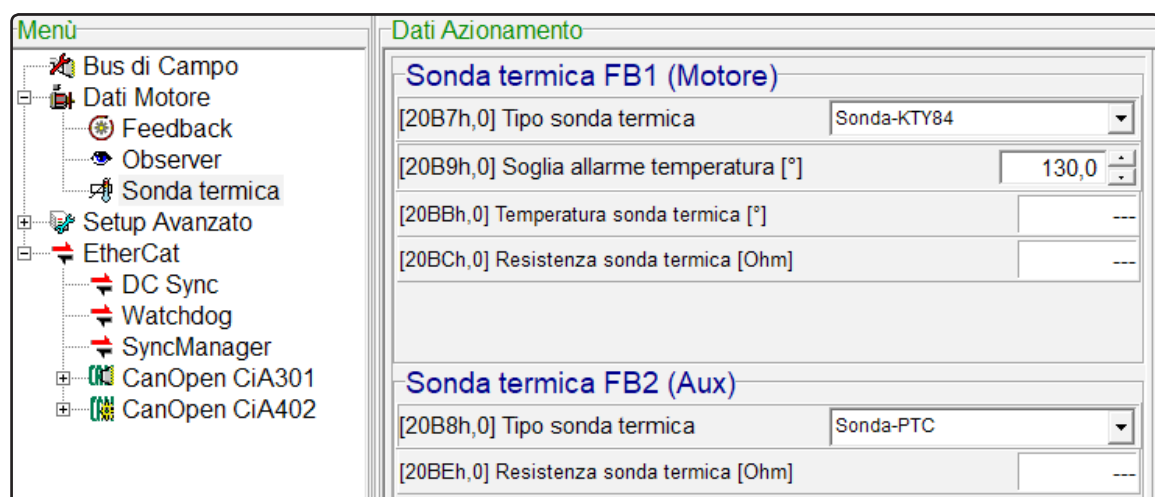 Menù
Bus di Campo
Dati Motore
Feedback
Observer
Sonda termica
Setup Avanzato
EtherCat
DC Sync
Watchdog
SyncManager
CanOpen CiA301
CanOpen CiA402
Dati Azionamento
Sonda termica FB1 (Motore)
[20B7h,0] Tipo sonda termica Sonda-KTY84
[20B9h,0] Soglia allarme temperatura [°] 130,0
[20BBh,0] Temperatura sonda termica [°] ---
[20BCh,0] Resistenza sonda termica [Ohm] ---
Sonda termica FB2 (Aux)
[20B8h,0] Tipo sonda termica Sonda-PTC
[20BEh,0] Resistenza sonda termica [Ohm] ---